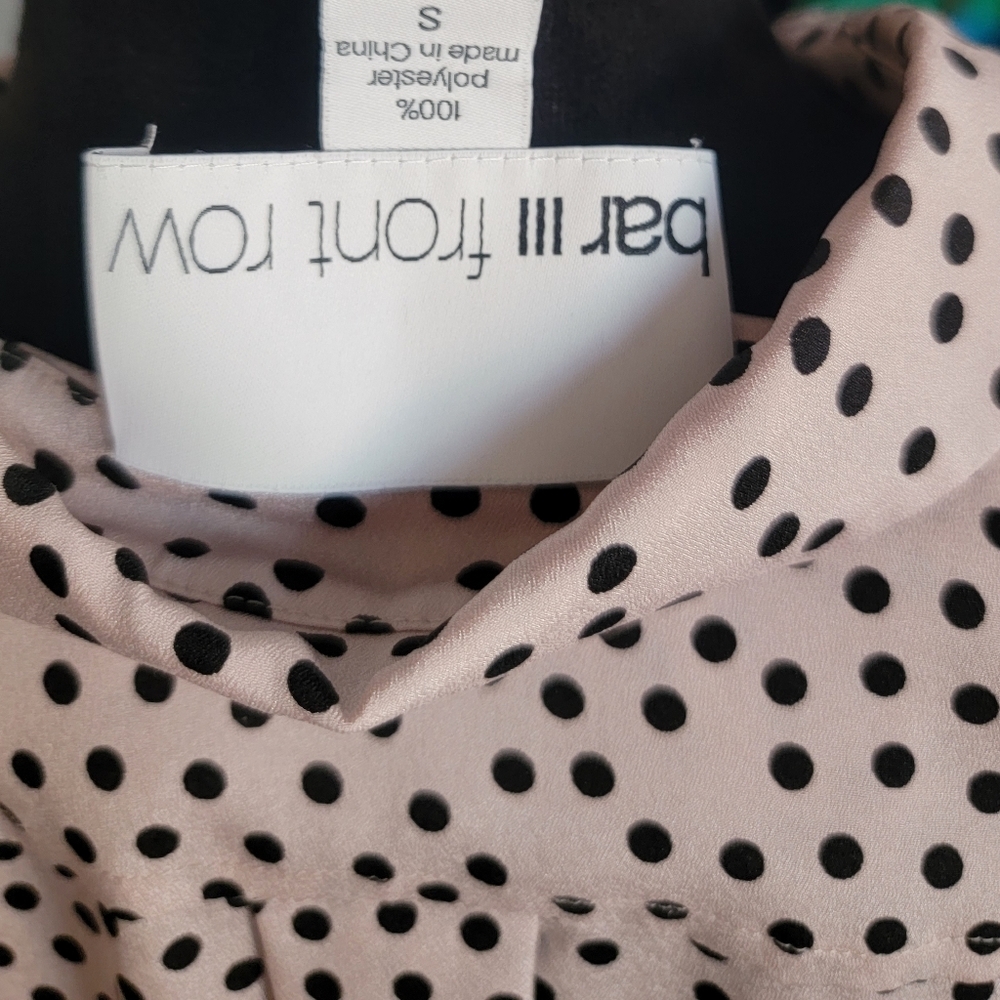 bar III front row
100%
polyester
made in China
S